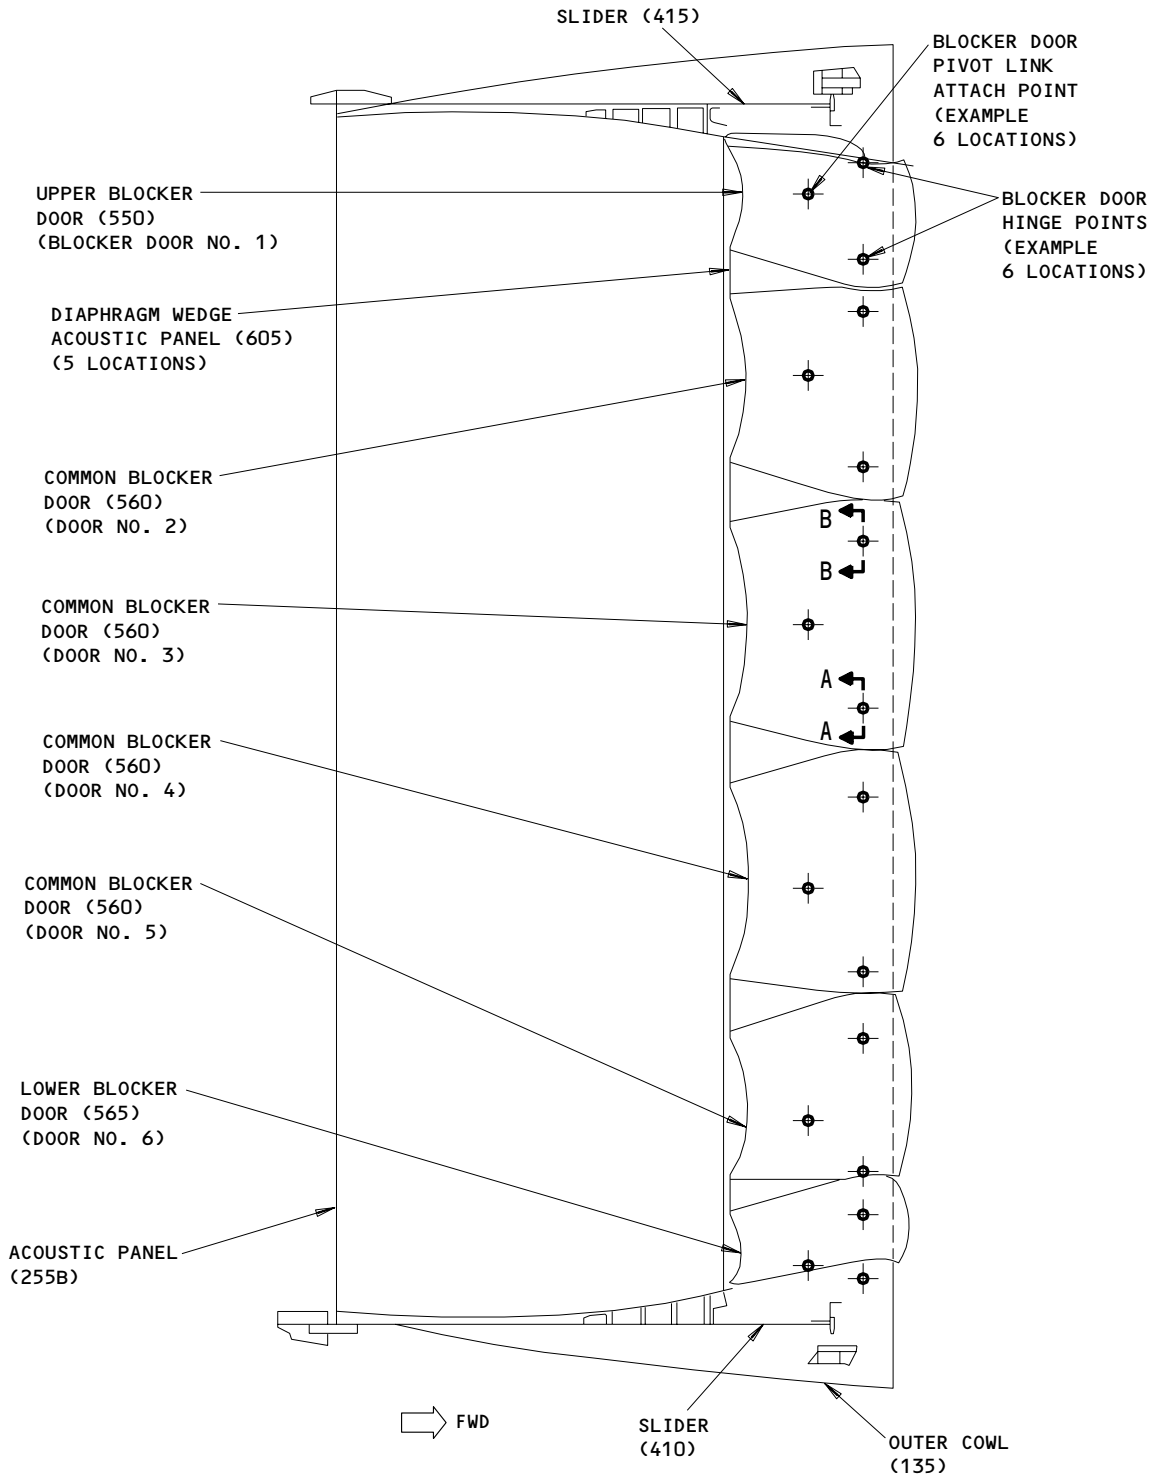 SLIDER (415)
BLOCKER DOOR
PIVOT LINK
ATTACH POINT
(EXAMPLE
6 LOCATIONS)
UPPER BLOCKER
DOOR (550)
(BLOCKER DOOR NO. 1)
BLOCKER DOOR
HINGE POINTS
(EXAMPLE
6 LOCATIONS)
DIAPHRAGM WEDGE
ACOUSTIC PANEL (605)
(5 LOCATIONS)
COMMON BLOCKER
DOOR (560)
(DOOR NO. 2)
B
B
COMMON BLOCKER
DOOR (560)
(DOOR NO. 3)
A
A
COMMON BLOCKER
DOOR (560)
(DOOR NO. 4)
COMMON BLOCKER
DOOR (560)
(DOOR NO. 5)
LOWER BLOCKER
DOOR (565)
(DOOR NO. 6)
ACOUSTIC PANEL
(255B)
FWD
SLIDER
(410)
OUTER COWL
(135)